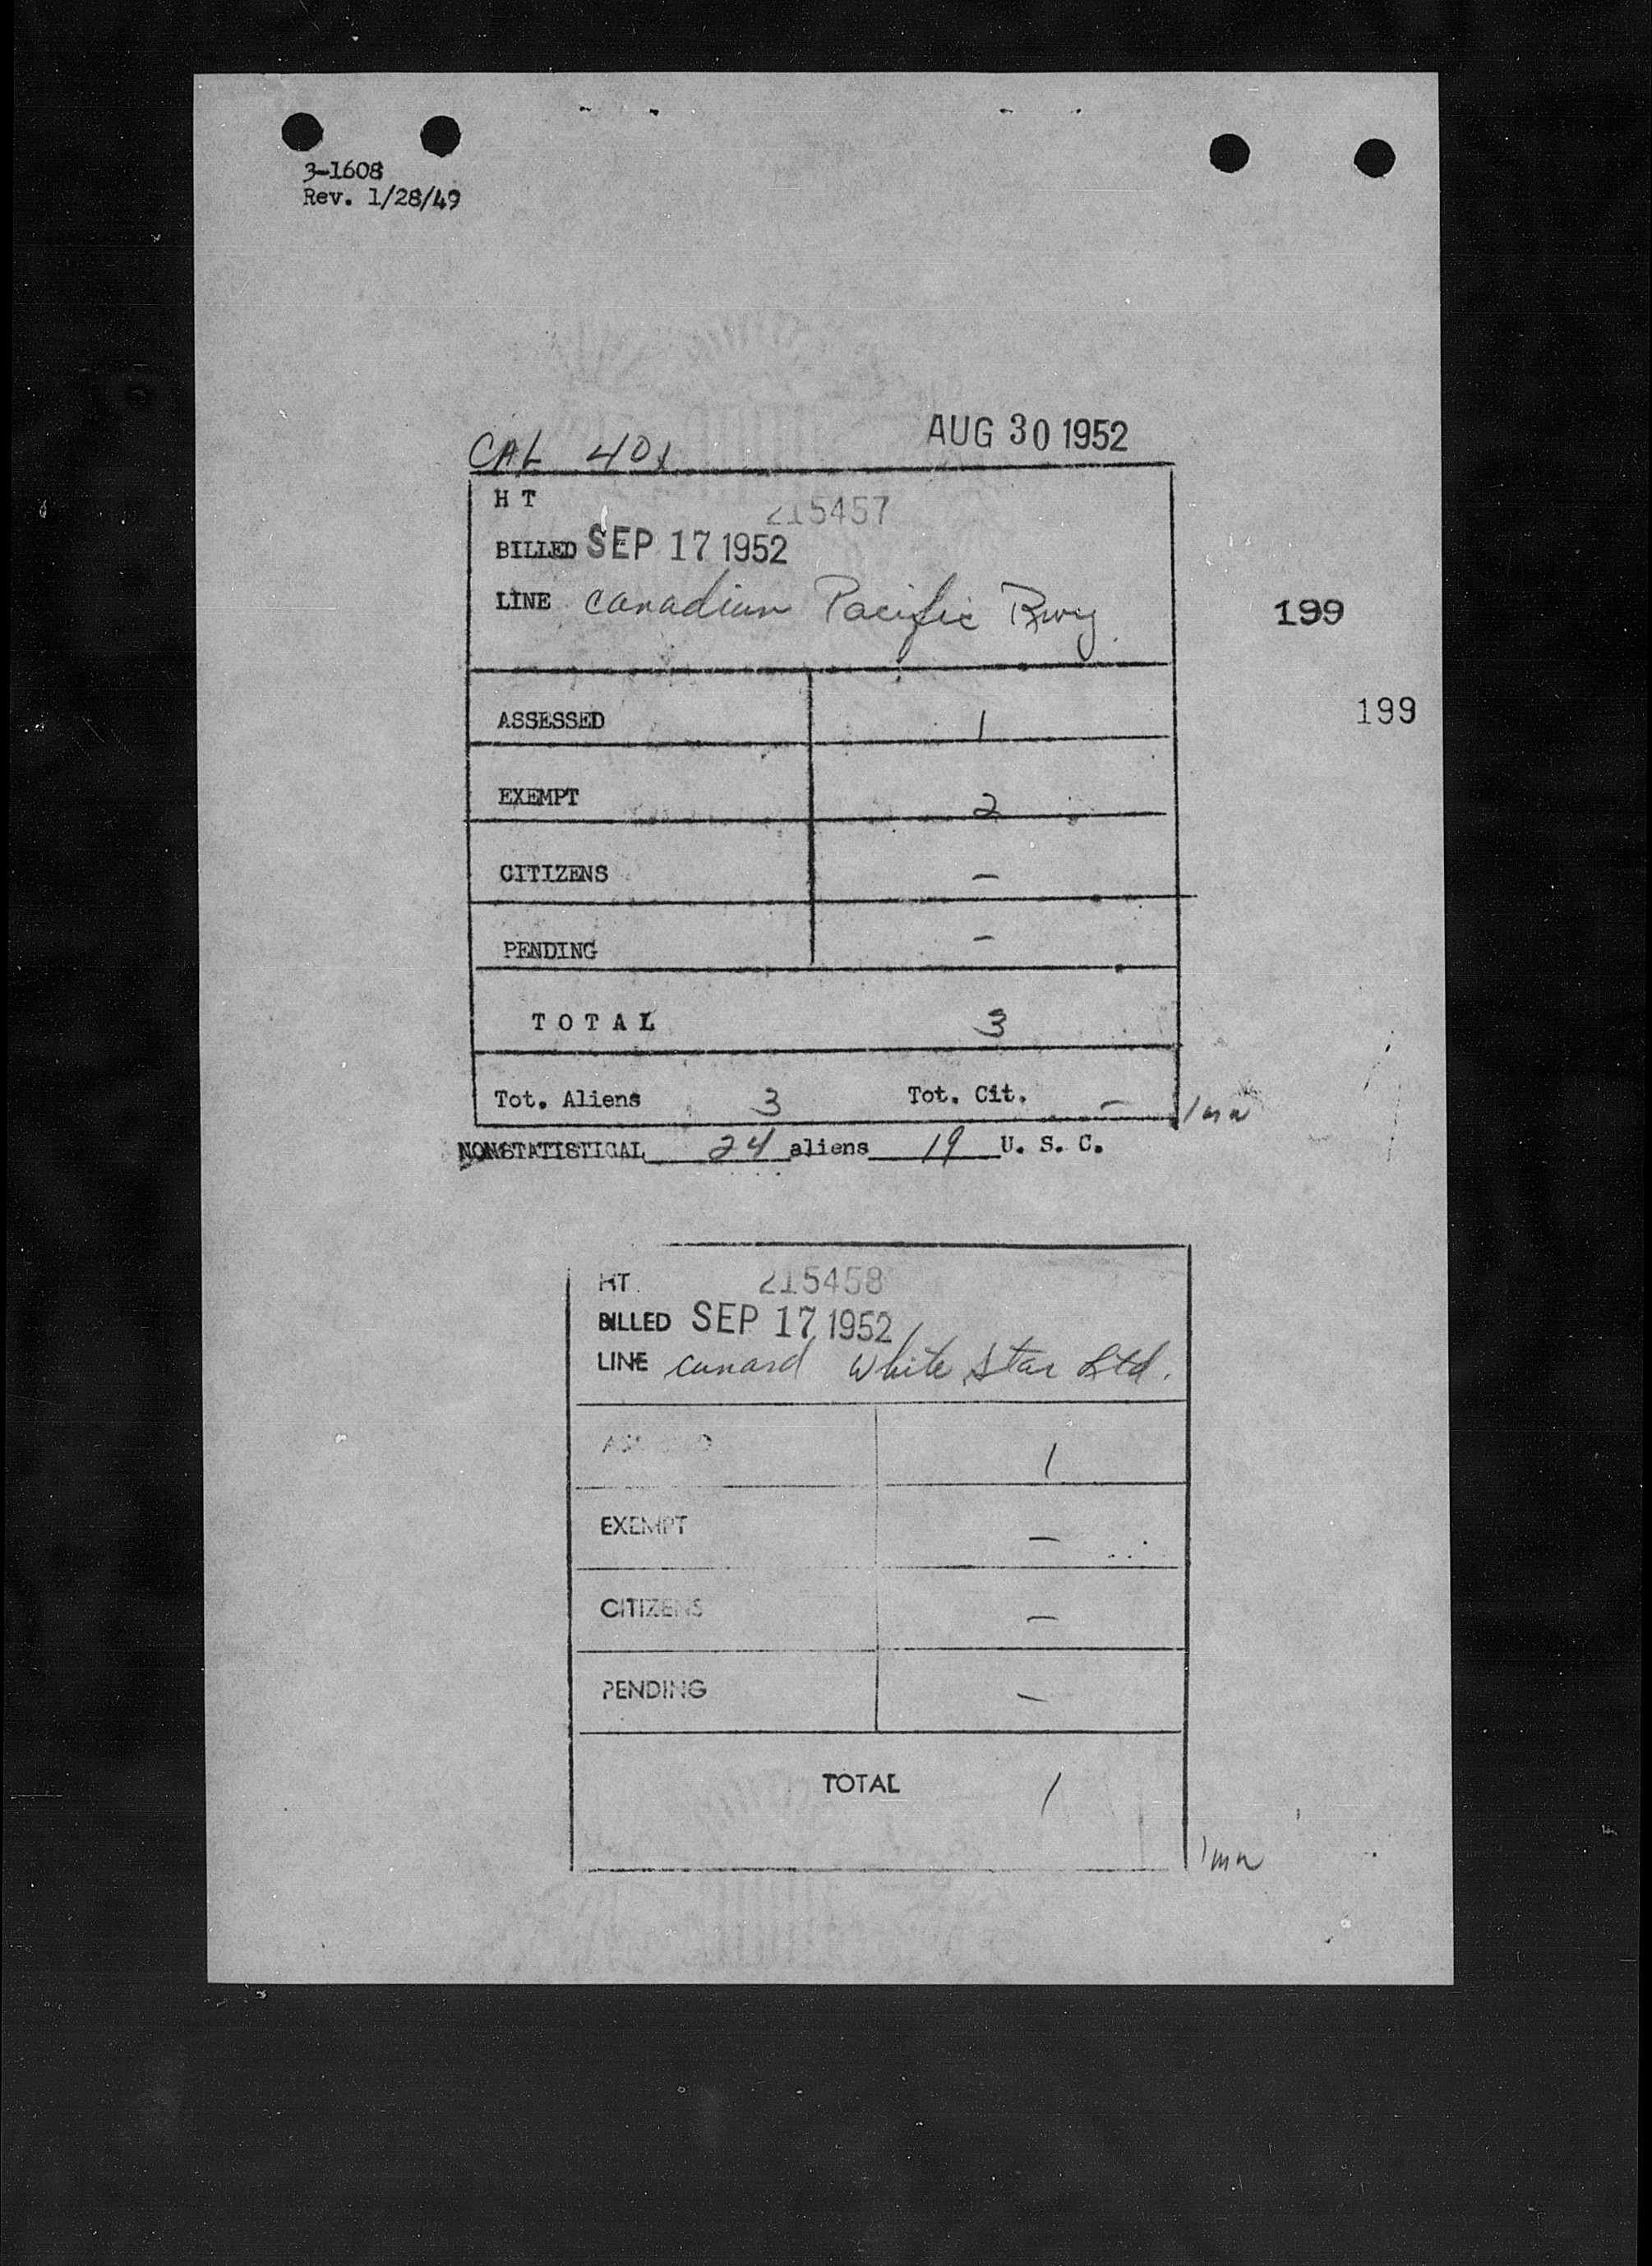 3-1608
Rev. 1/28/49
CAL 401 AUG 30 1952
HT 215457
BILLED SEP 17 1952
LINE Canadian Pacific Rwy
199
199
ASSESSED 1
EXEMPT 2
CITIZENS –
PENDING –
TOTAL 3
Tot. Aliens 3 Tot. Cit. –
NONSTATISTICAL 24 aliens 19 U. S. C.
HT 215458
BILLED SEP 17 1952
LINE Cunard White Star Ltd.
1
EXEMPT –
CITIZENS –
PENDING –
TOTAL 1